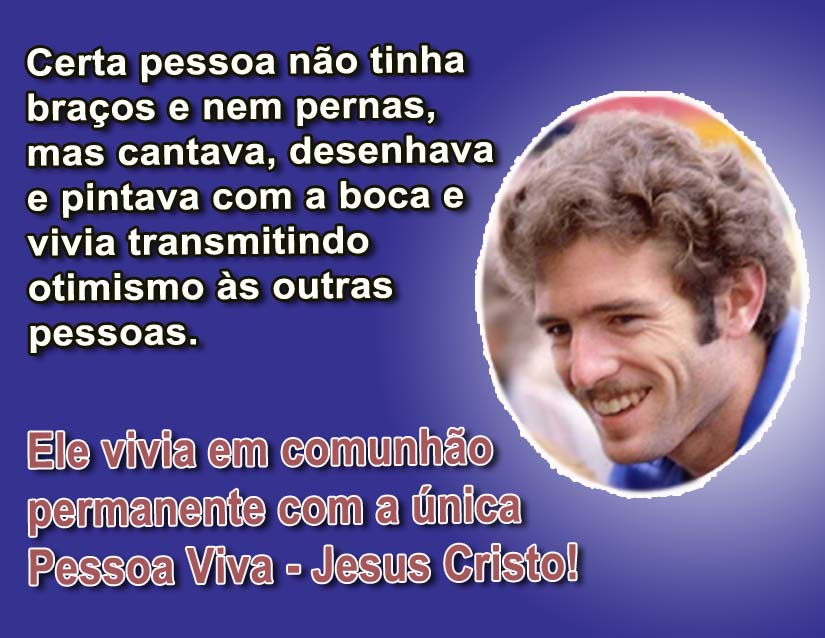 Certa pessoa não tinha
braços e nem pernas,
mas cantava, desenhava
e pintava com a boca e
vivia transmitindo
otimismo às outras
pessoas.
Ele vivia em comunhão
permanente com a única
Pessoa Viva - Jesus Cristo!